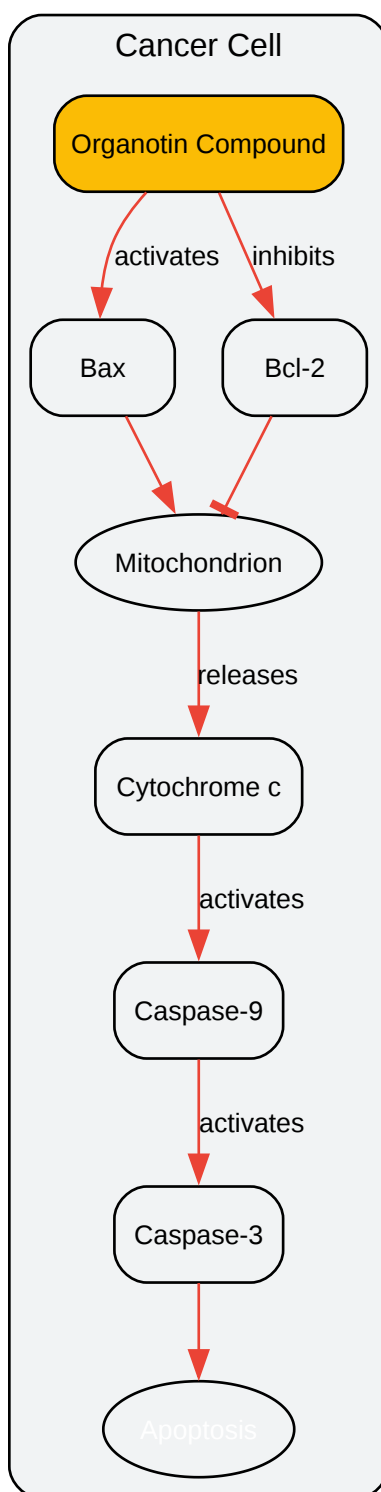 Cancer Cell
Organotin Compound
activates
inhibits
Bax
Bcl-2
Mitochondrion
releases
Cytochrome c
activates
Caspase-9
activates
Caspase-3
Apoptosis